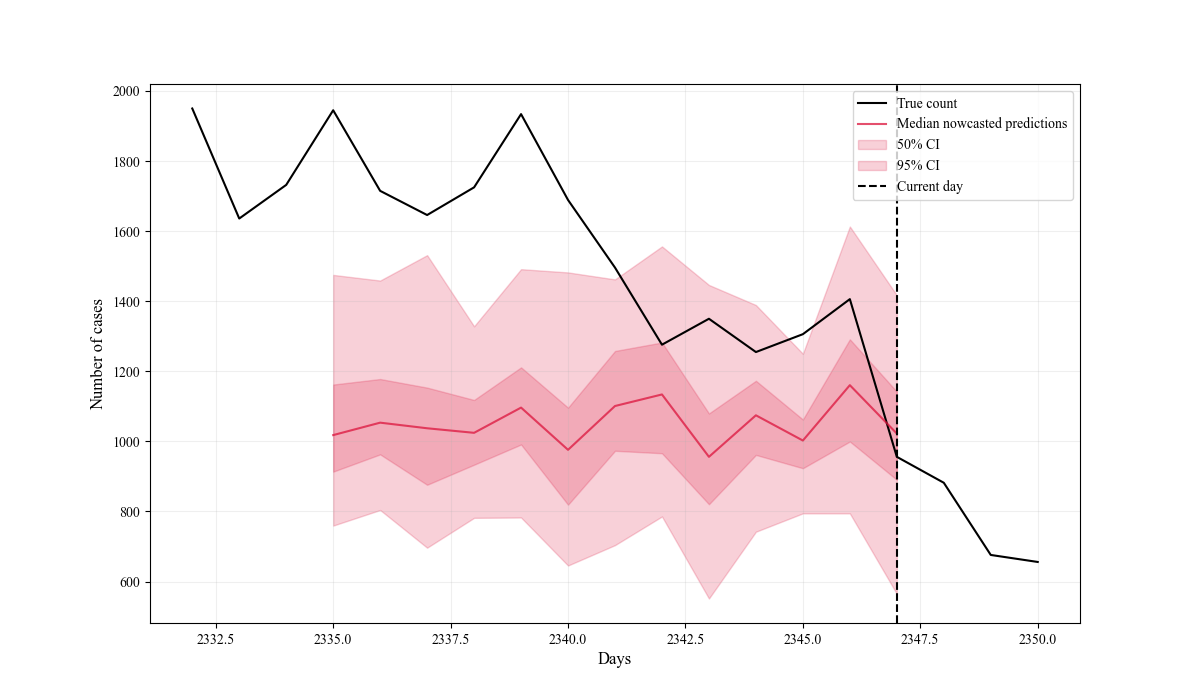 2000
1800
1600
1400
1200
1000
800
600
Number of cases
True count
Median nowcasted predictions
50% CI
95% CI
Current day
2332.5 2335.0 2337.5 2340.0 2342.5 2345.0 2347.5 2350.0
Days